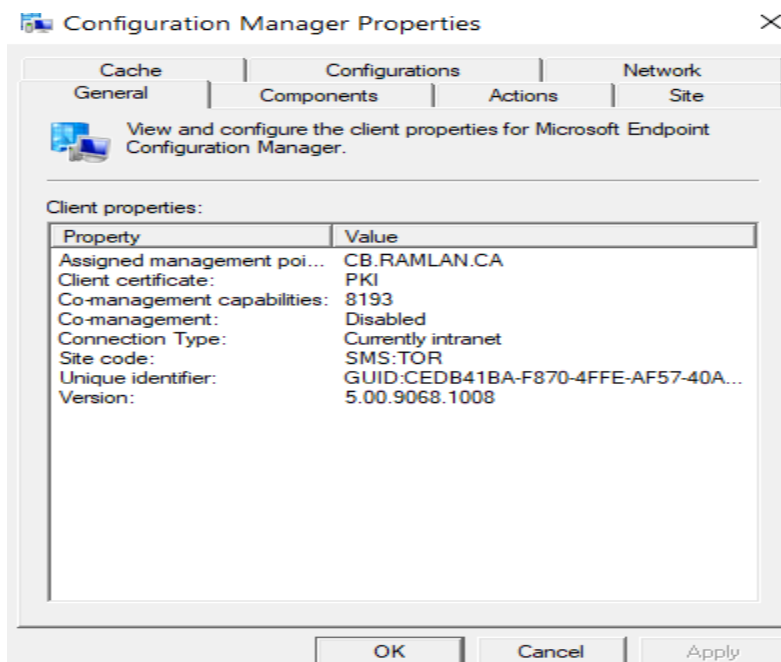 Configuration Manager Properties
Cache Configurations Network
General Components Actions Site
View and configure the client properties for Microsoft Endpoint
Configuration Manager.
Client properties:
Property Value
Assigned management poi... CB.RAMLAN.CA
Client certificate: PKI
Co-management capabilities: 8193
Co-management: Disabled
Connection Type: Currently intranet
Site code: SMS:TOR
Unique identifier: GUID:CEDB41BA-F870-4FFE-AF57-40A...
Version: 5.00.9068.1008
OK Cancel Apply